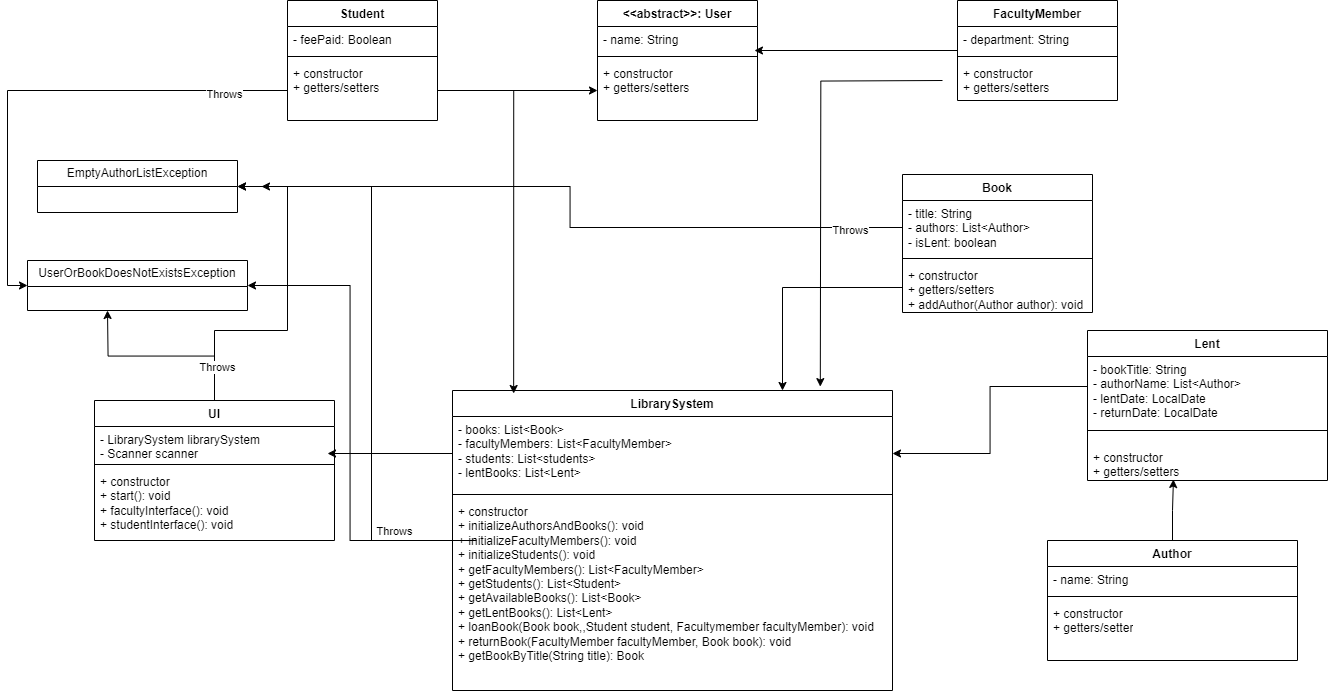 Student
- feePaid: Boolean
+ constructor
+ getters/setters
<<abstract>>: User
- name: String
+ constructor
+ getters/setters
FacultyMember
- department: String
+ constructor
+ getters/setters
Throws
EmptyAuthorListException
Book
- title: String
- authors: List<Author>
- isLent: boolean
+ constructor
+ getters/setters
+ addAuthor(Author author): void
Throws
UserOrBookDoesNotExistsException
Throws
UI
- LibrarySystem librarySystem
- Scanner scanner
+ constructor
+ start(): void
+ facultyInterface(): void
+ studentInterface(): void
Throws
LibrarySystem
- books: List<Book>
- facultyMembers: List<FacultyMember>
- students: List<students>
- lentBooks: List<Lent>
+ constructor
+ initializeAuthorsAndBooks(): void
+ initializeFacultyMembers(): void
+ initializeStudents(): void
+ getFacultyMembers(): List<FacultyMember>
+ getStudents(): List<Student>
+ getAvailableBooks(): List<Book>
+ getLentBooks(): List<Lent>
+ loanBook(Book book,,Student student, Facultymember facultyMember): void
+ returnBook(FacultyMember facultyMember, Book book): void
+ getBookByTitle(String title): Book
Lent
- bookTitle: String
- authorName: List<Author>
- lentDate: LocalDate
- returnDate: LocalDate
+ constructor
+ getters/setters
Author
- name: String
+ constructor
+ getters/setter